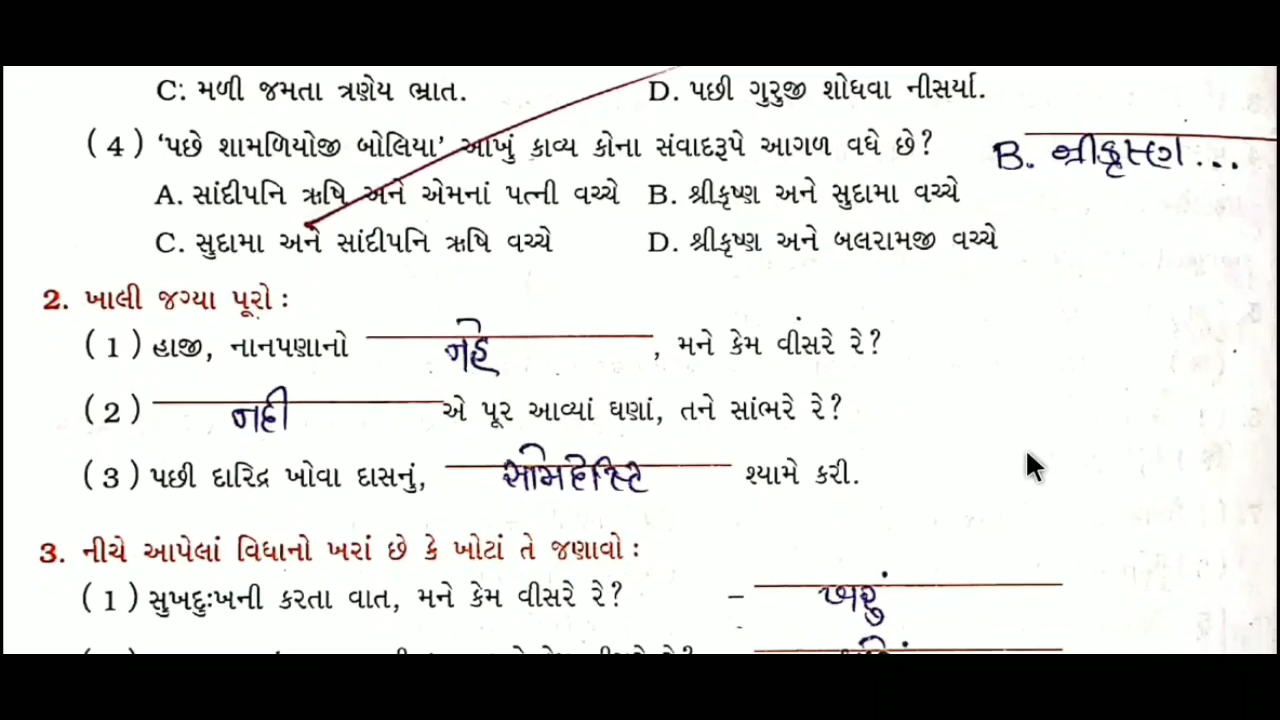 C. મળી જમતા ત્રણેય ભ્રાત. D. પછી ગુરુજી શોધવા નીસર્યા.
( 4 ) ‘પછે શામળિયોજી બોલિયા’ આખું કાવ્ય કોના સંવાદરૂપે આગળ વધે છે? B. શ્રીકૃષ્ણ ...
A. સાંદીપનિ ઋષિ અને એમનાં પત્ની વચ્ચે B. શ્રીકૃષ્ણ અને સુદામા વચ્ચે
C. સુદામા અને સાંદીપનિ ઋષિ વચ્ચે D. શ્રીકૃષ્ણ અને બલરામજી વચ્ચે
2. ખાલી જગ્યા પૂરો :
( 1 ) હાજી, નાનપણાનો નેહ, મને કેમ વીસરે રે?
( 2 ) નદી એ પૂર આવ્યાં ઘણાં, તને સાંભરે રે?
( 3 ) પછી દારિદ્ર ખોવા દાસનું, સોમદૃષ્ટિ શ્યામે કરી.
3. નીચે આપેલાં વિધાનો ખરાં છે કે ખોટાં તે જણાવો :
( 1 ) સુખદુઃખની કરતા વાત, મને કેમ વીસરે રે? – ખરું